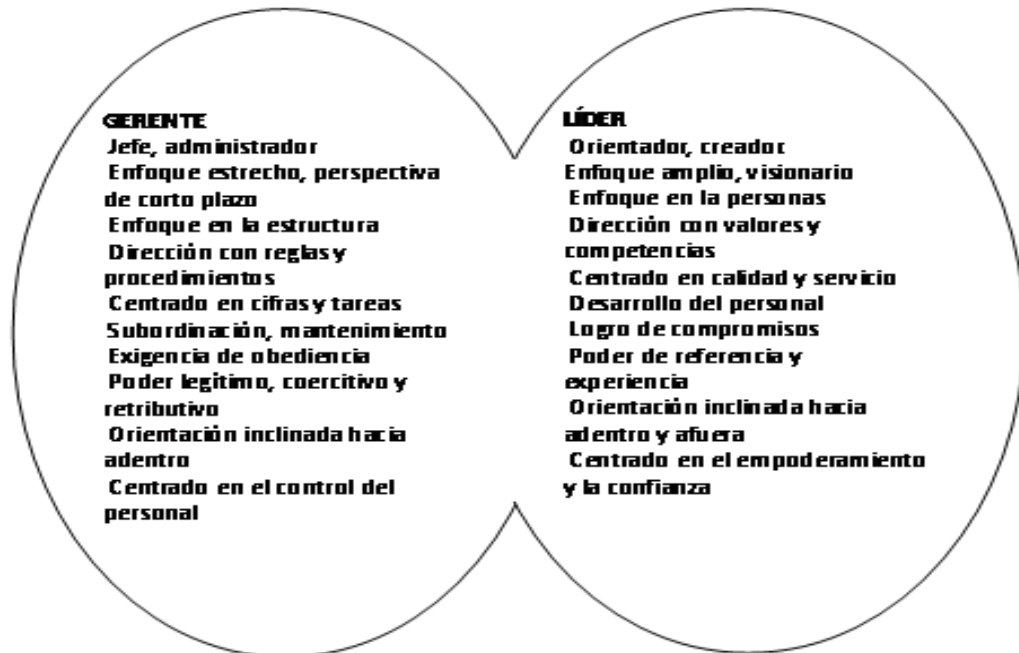 GERENTE
Jefe, administrador
Enfoque estrecho, perspectiva
de corto plazo
Enfoque en la estructura
Dirección con reglas y
procedimientos
Centrado en cifras y tareas
Subordinación, mantenimiento
Exigencia de obediencia
Poder legítimo, coercitivo y
retributivo
Orientación inclinada hacia
adentro
Centrado en el control del
personal
LÍDER
Orientador, creador
Enfoque amplio, visionario
Enfoque en la personas
Dirección con valores y
competencias
Centrado en calidad y servicio
Desarrollo del personal
Logro de compromisos
Poder de referencia y
experiencia
Orientación inclinada hacia
adentro y afuera
Centrado en el empoderamiento
y la confianza